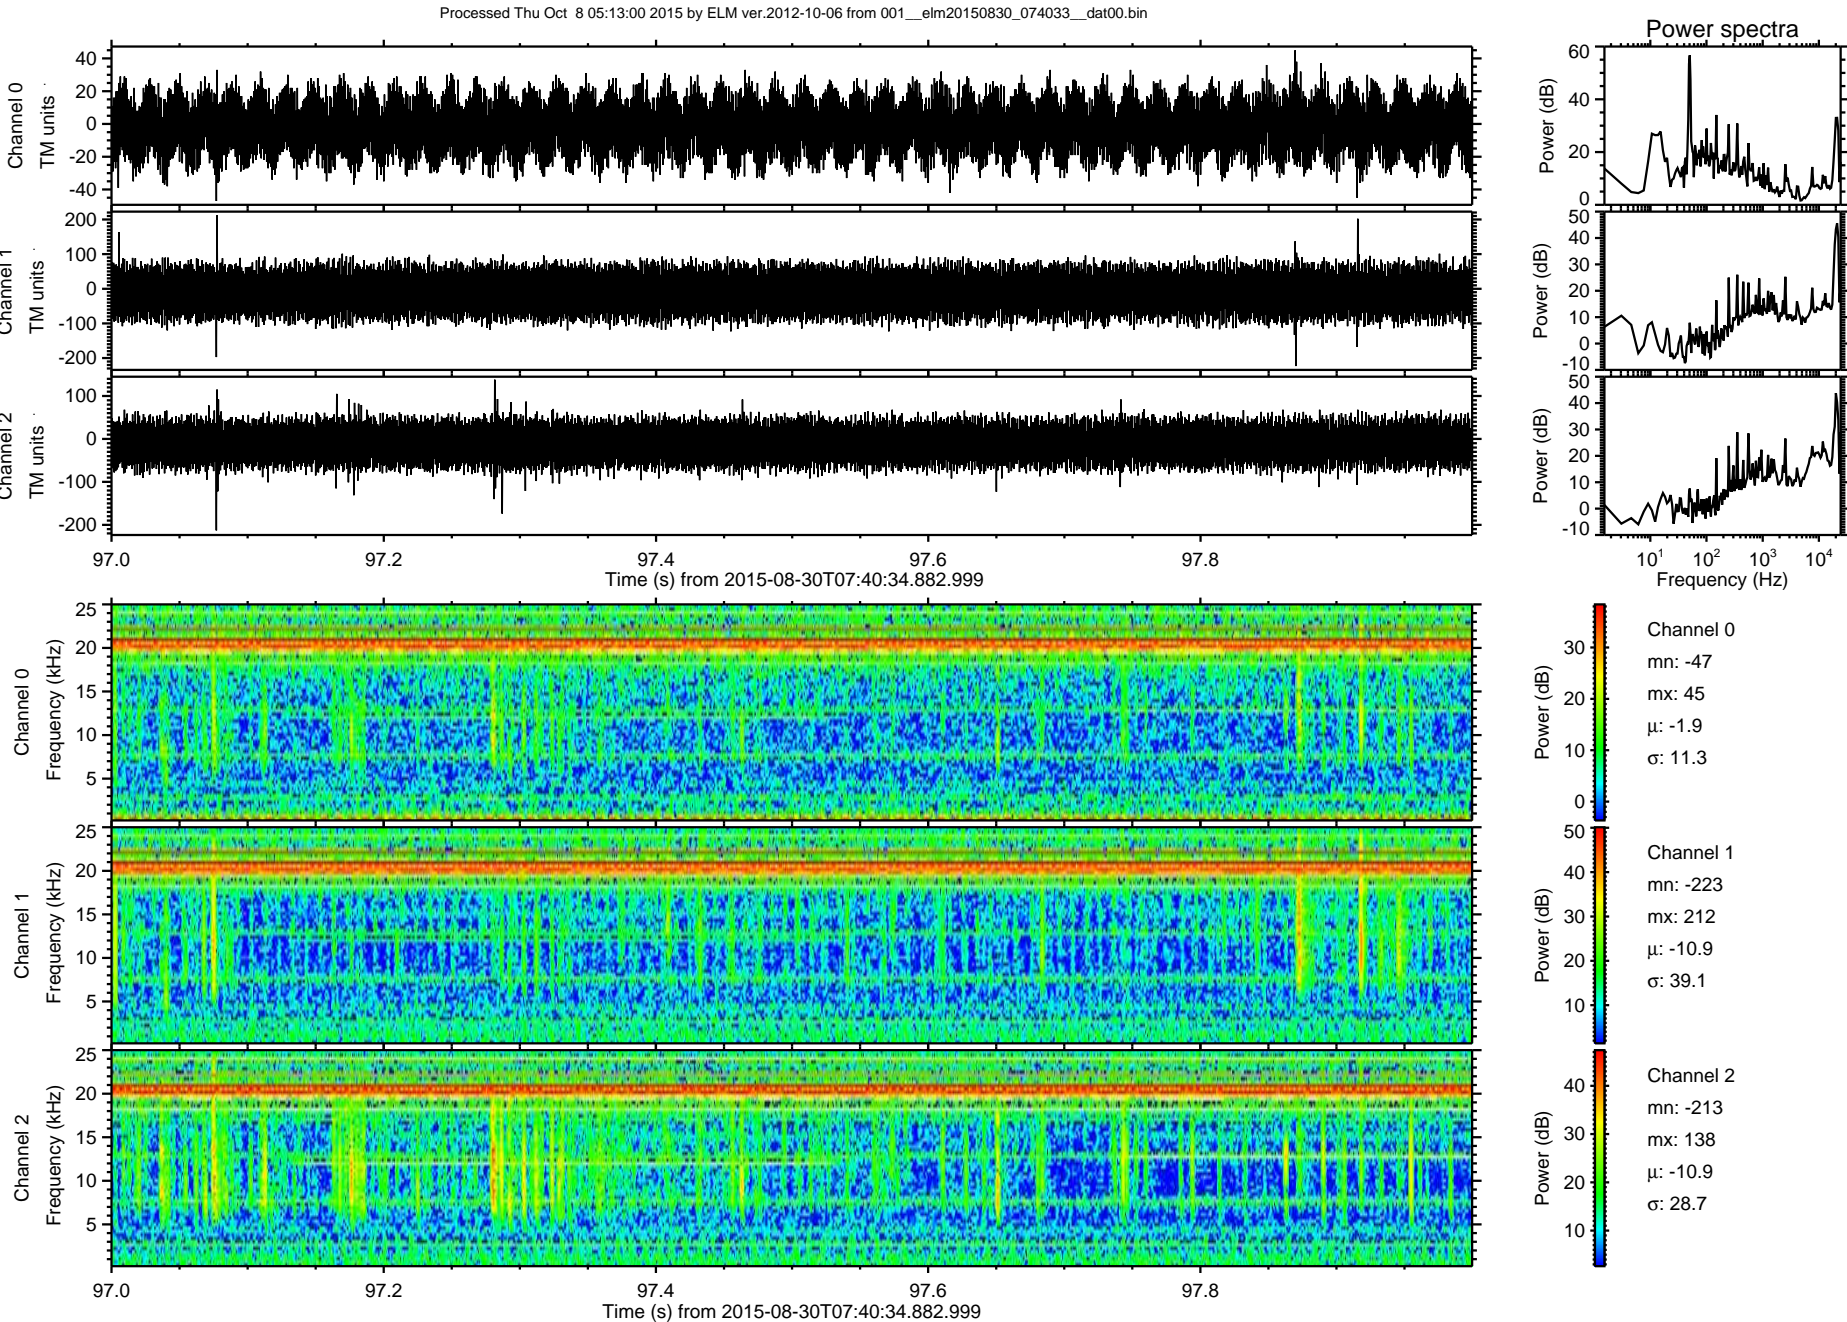 Processed Thu Oct 8 05:13:00 2015 by ELM ver.2012-10-06 from 001__elm20150830_074033__dat00.bin
Power spectra
Channel 0
TM units
40
20
0
-20
-40
Power (dB)
60
40
20
0
Channel 1
TM units
200
100
0
-100
-200
Power (dB)
50
40
30
20
10
0
-10
Channel 2
TM units
100
0
-100
-200
Power (dB)
50
40
30
20
10
0
-10
97.0 97.2 97.4 97.6 97.8
Time (s) from 2015-08-30T07:40:34.882.999
10¹ 10² 10³ 10⁴
Frequency (Hz)
Channel 0
Frequency (kHz)
25
20
15
10
5
Power (dB)
30
20
10
0
Channel 0
mn: -47
mx: 45
μ: -1.9
σ: 11.3
Channel 1
Frequency (kHz)
25
20
15
10
5
Power (dB)
50
40
30
20
10
Channel 1
mn: -223
mx: 212
μ: -10.9
σ: 39.1
Channel 2
Frequency (kHz)
25
20
15
10
5
Power (dB)
40
30
20
10
Channel 2
mn: -213
mx: 138
μ: -10.9
σ: 28.7
97.0 97.2 97.4 97.6 97.8
Time (s) from 2015-08-30T07:40:34.882.999